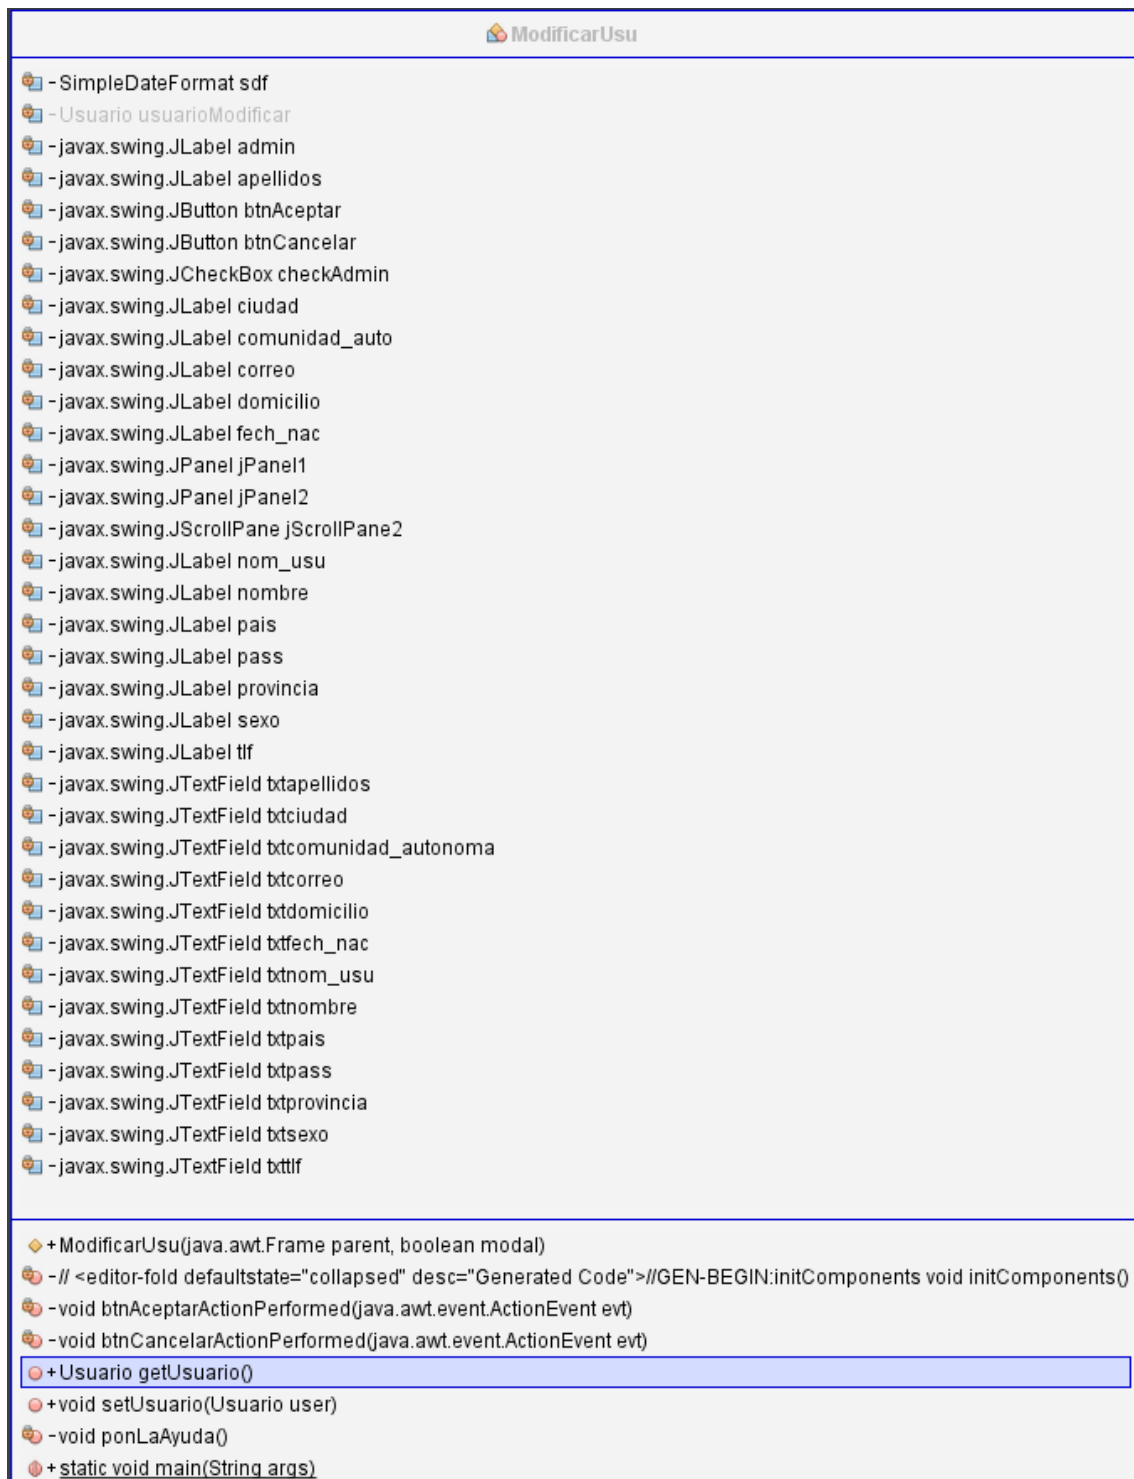 ModificarUsu
-SimpleDateFormat sdf
-Usuario usuarioModificar
-javax.swing.JLabel admin
-javax.swing.JLabel apellidos
-javax.swing.JButton btnAceptar
-javax.swing.JButton btnCancelar
-javax.swing.JCheckBox checkAdmin
-javax.swing.JLabel ciudad
-javax.swing.JLabel comunidad_auto
-javax.swing.JLabel correo
-javax.swing.JLabel domicilio
-javax.swing.JLabel fech_nac
-javax.swing.JPanel jPanel1
-javax.swing.JPanel jPanel2
-javax.swing.JScrollPane jScrollPane2
-javax.swing.JLabel nom_usu
-javax.swing.JLabel nombre
-javax.swing.JLabel pais
-javax.swing.JLabel pass
-javax.swing.JLabel provincia
-javax.swing.JLabel sexo
-javax.swing.JLabel tlf
-javax.swing.JTextField txtapellidos
-javax.swing.JTextField txtciudad
-javax.swing.JTextField txtcomunidad_autonoma
-javax.swing.JTextField txtcorreo
-javax.swing.JTextField txtdomicilio
-javax.swing.JTextField txtfech_nac
-javax.swing.JTextField txtnom_usu
-javax.swing.JTextField txtnombre
-javax.swing.JTextField txtpais
-javax.swing.JTextField txtpass
-javax.swing.JTextField txtprovincia
-javax.swing.JTextField txtsexo
-javax.swing.JTextField txttlf
+ModificarUsu(java.awt.Frame parent, boolean modal)
-// <editor-fold defaultstate="collapsed" desc="Generated Code">//GEN-BEGIN:initComponents void initComponents()
-void btnAceptarActionPerformed(java.awt.event.ActionEvent evt)
-void btnCancelarActionPerformed(java.awt.event.ActionEvent evt)
+Usuario getUsuario()
+void setUsuario(Usuario user)
-void ponLaAyuda()
+static void main(String args)